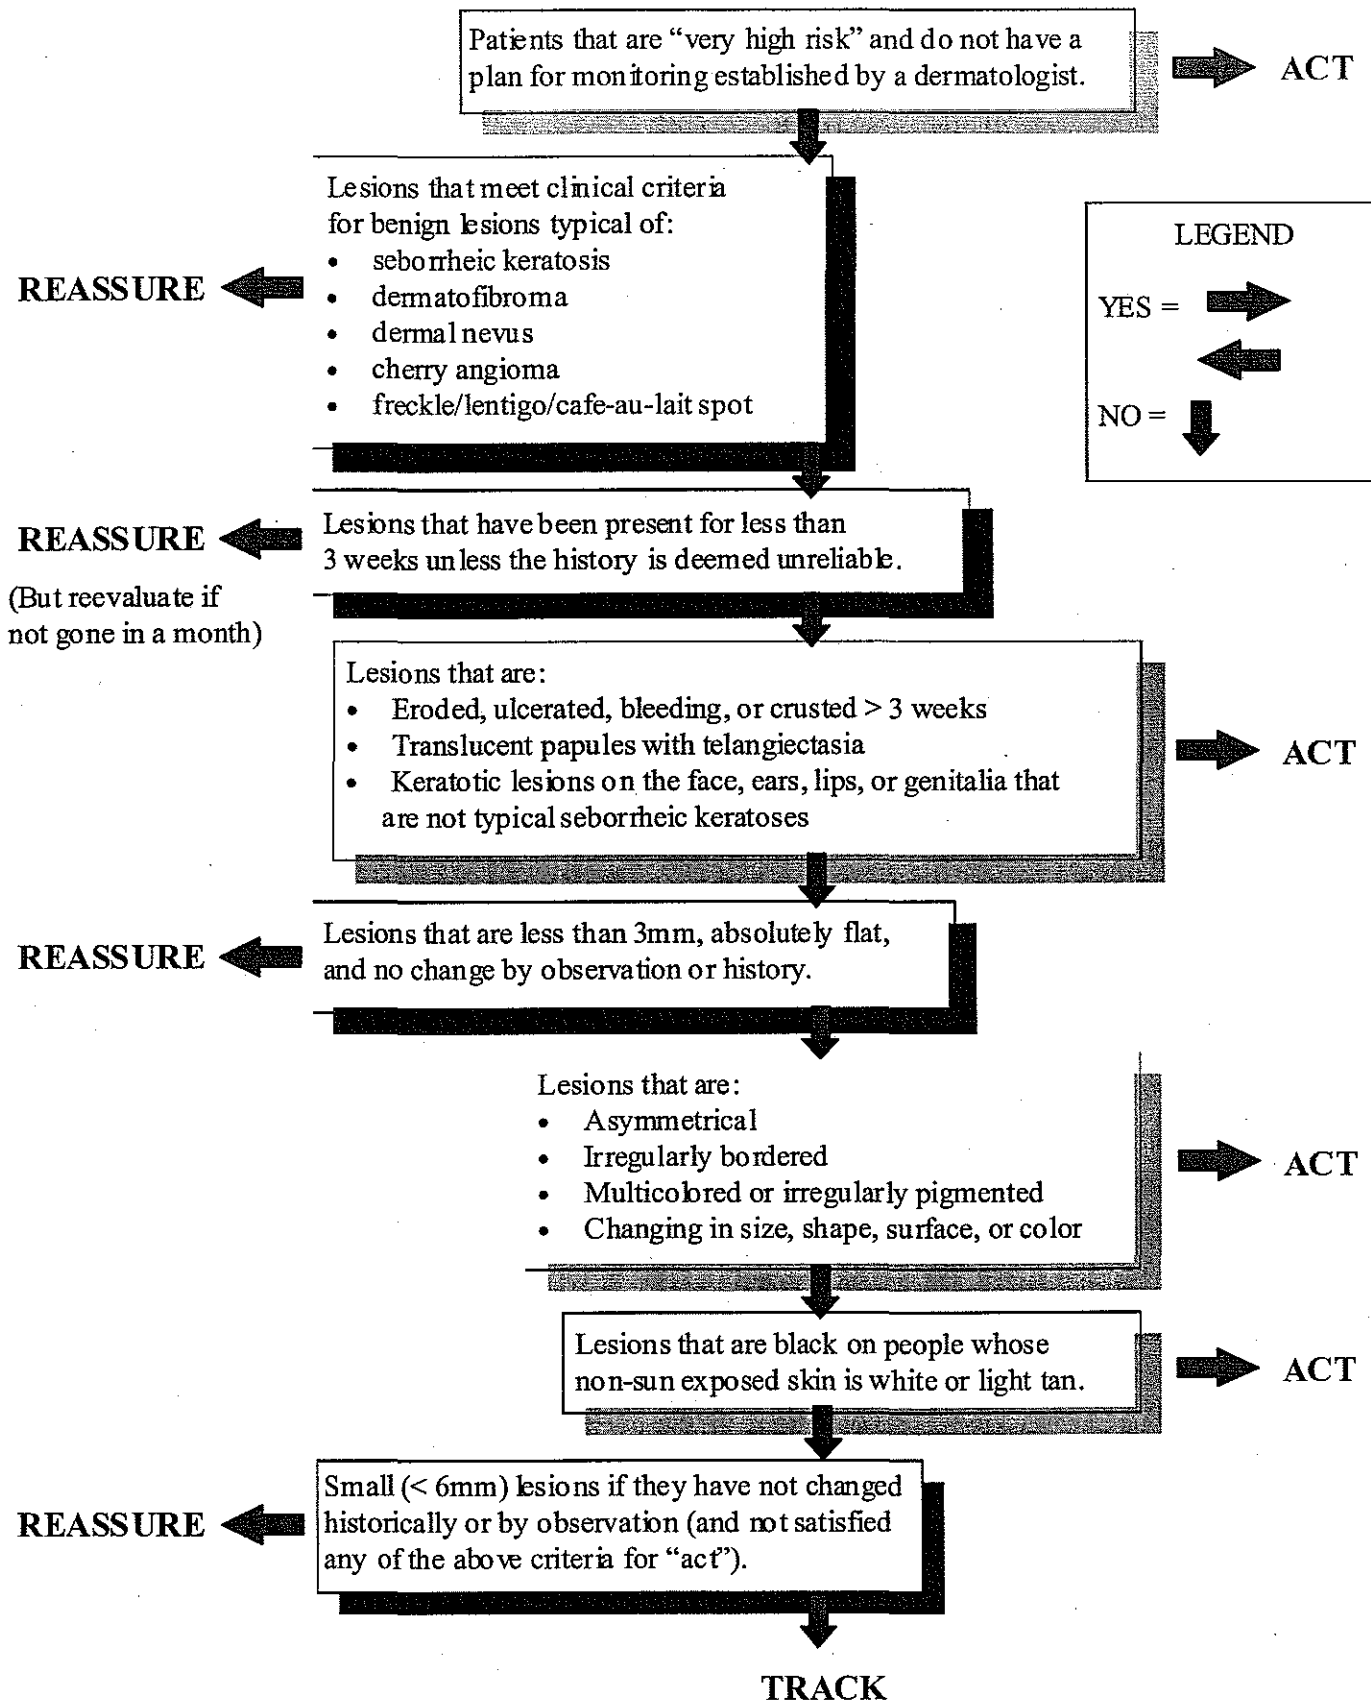 Patients that are “very high risk” and do not have a
plan for monitoring established by a dermatologist.
ACT
Lesions that meet clinical criteria
for benign lesions typical of:
• seborrheic keratosis
• dermatofibroma
• dermal nevus
• cherry angioma
• freckle/lentigo/cafe-au-lait spot
REASSURE
LEGEND
YES =
NO =
REASSURE
(But reevaluate if
not gone in a month)
Lesions that have been present for less than
3 weeks unless the history is deemed unreliable.
Lesions that are:
• Eroded, ulcerated, bleeding, or crusted > 3 weeks
• Translucent papules with telangiectasia
• Keratotic lesions on the face, ears, lips, or genitalia that
are not typical seborrheic keratoses
ACT
REASSURE
Lesions that are less than 3mm, absolutely flat,
and no change by observation or history.
Lesions that are:
• Asymmetrical
• Irregularly bordered
• Multicolored or irregularly pigmented
• Changing in size, shape, surface, or color
ACT
Lesions that are black on people whose
non-sun exposed skin is white or light tan.
ACT
REASSURE
Small (< 6mm) lesions if they have not changed
historically or by observation (and not satisfied
any of the above criteria for “act”).
TRACK